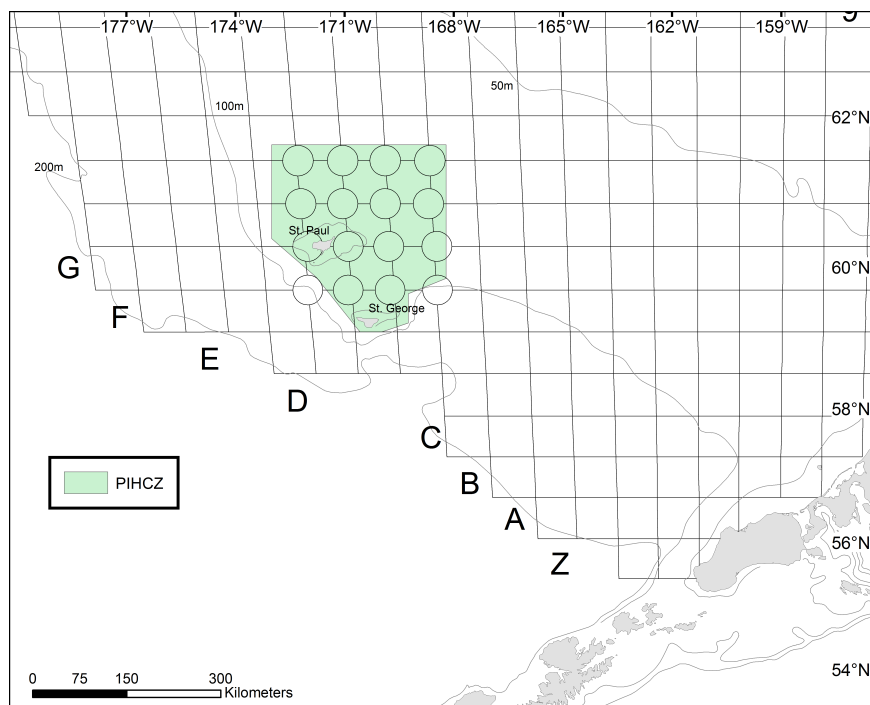 177°W 174°W 171°W 168°W 165°W 162°W 159°W
50m
100m
62°N
200m
St. Paul
G
60°N
St. George
F
E
D
58°N
C
B
PIHCZ
A
56°N
Z
54°N
0 75 150 300
Kilometers